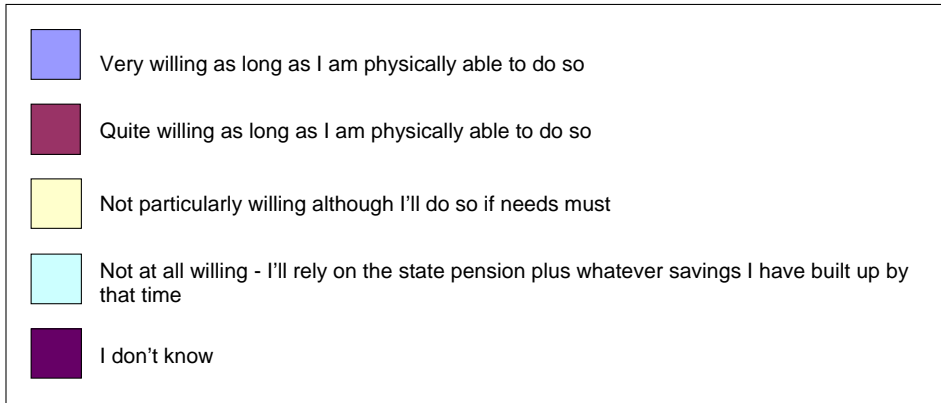 Very willing as long as I am physically able to do so
Quite willing as long as I am physically able to do so
Not particularly willing although I’ll do so if needs must
Not at all willing - I’ll rely on the state pension plus whatever savings I have built up by
that time
I don’t know